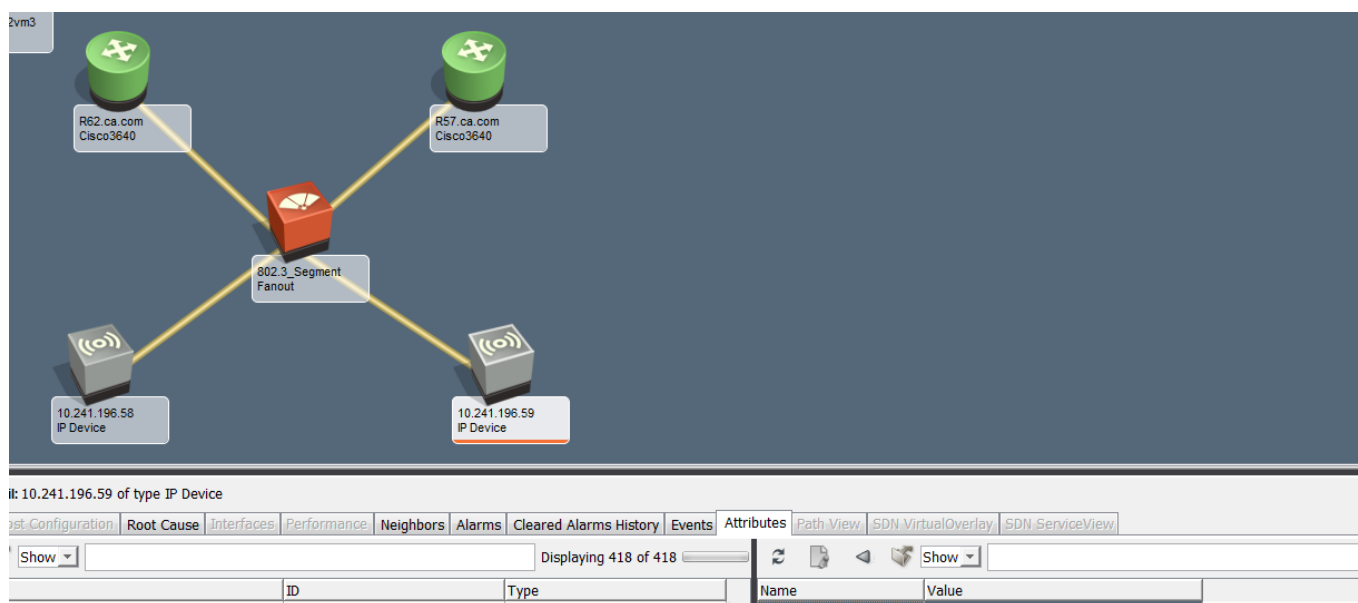 2vm3
R62.ca.com
Cisco3640
R57.ca.com
Cisco3640
802.3_Segment
Fanout
10.241.196.58
IP Device
10.241.196.59
IP Device
il: 10.241.196.59 of type IP Device
ost Configuration Root Cause Interfaces Performance Neighbors Alarms Cleared Alarms History Events Attributes Path View SDN VirtualOverlay SDN ServiceView
Show Displaying 418 of 418 Show
ID Type Name Value